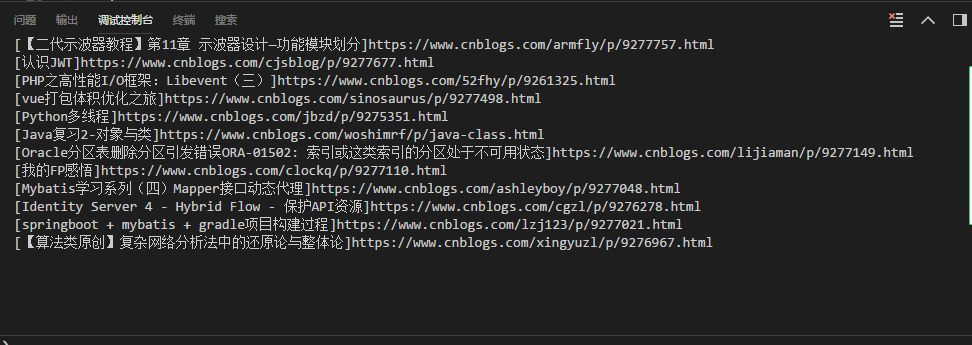 问题 输出 调试控制台 终端 搜索
[【二代示波器教程】第11章 示波器设计—功能模块划分]https://www.cnblogs.com/armfly/p/9277757.html
[认识JWT]https://www.cnblogs.com/cjsblog/p/9277677.html
[PHP之高性能I/O框架：Libevent（三）]https://www.cnblogs.com/52fhy/p/9261325.html
[vue打包体积优化之旅]https://www.cnblogs.com/sinosaurus/p/9277498.html
[Python多线程]https://www.cnblogs.com/jbzd/p/9275351.html
[Java复习2-对象与类]https://www.cnblogs.com/woshimrf/p/java-class.html
[Oracle分区表删除分区引发错误ORA-01502: 索引或这类索引的分区处于不可用状态]https://www.cnblogs.com/lijiaman/p/9277149.html
[我的FP感悟]https://www.cnblogs.com/clockq/p/9277110.html
[Mybatis学习系列（四）Mapper接口动态代理]https://www.cnblogs.com/ashleyboy/p/9277048.html
[Identity Server 4 - Hybrid Flow - 保护API资源]https://www.cnblogs.com/cgzl/p/9276278.html
[springboot + mybatis + gradle项目构建过程]https://www.cnblogs.com/lzj123/p/9277021.html
[【算法类原创】复杂网络分析法中的还原论与整体论]https://www.cnblogs.com/xingyuzl/p/9276967.html